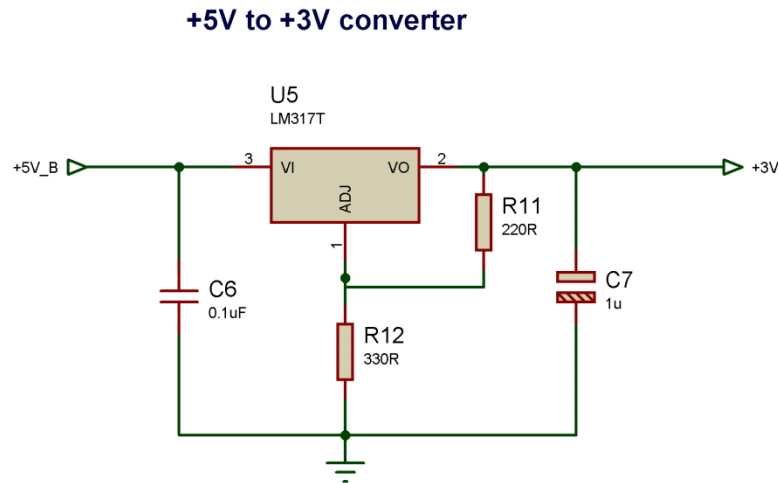 +5V to +3V converter
U5
LM317T
+5V_B
3
VI
VO
2
+3V
ADJ
1
R11
220R
C6
0.1uF
C7
1u
R12
330R